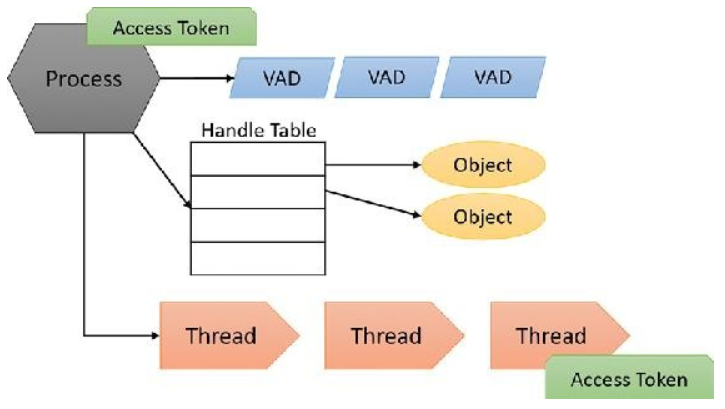 Access Token
Process
VAD
VAD
VAD
Handle Table
Object
Object
Thread
Thread
Thread
Access Token